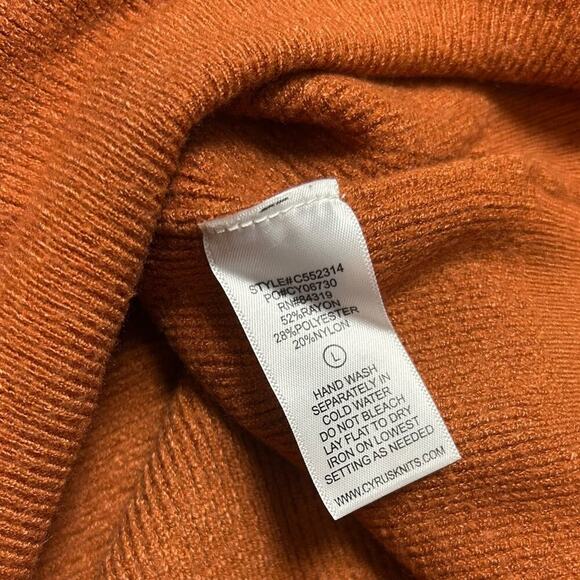 STYLE#C552314
PO#CY06730
RN#84319
52%RAYON
28%POLYESTER
20%NYLON
L
HAND WASH
SEPARATELY IN
COLD WATER
DO NOT BLEACH
LAY FLAT TO DRY
IRON ON LOWEST
SETTING AS NEEDED
WWW.CYRUSKNITS.COM